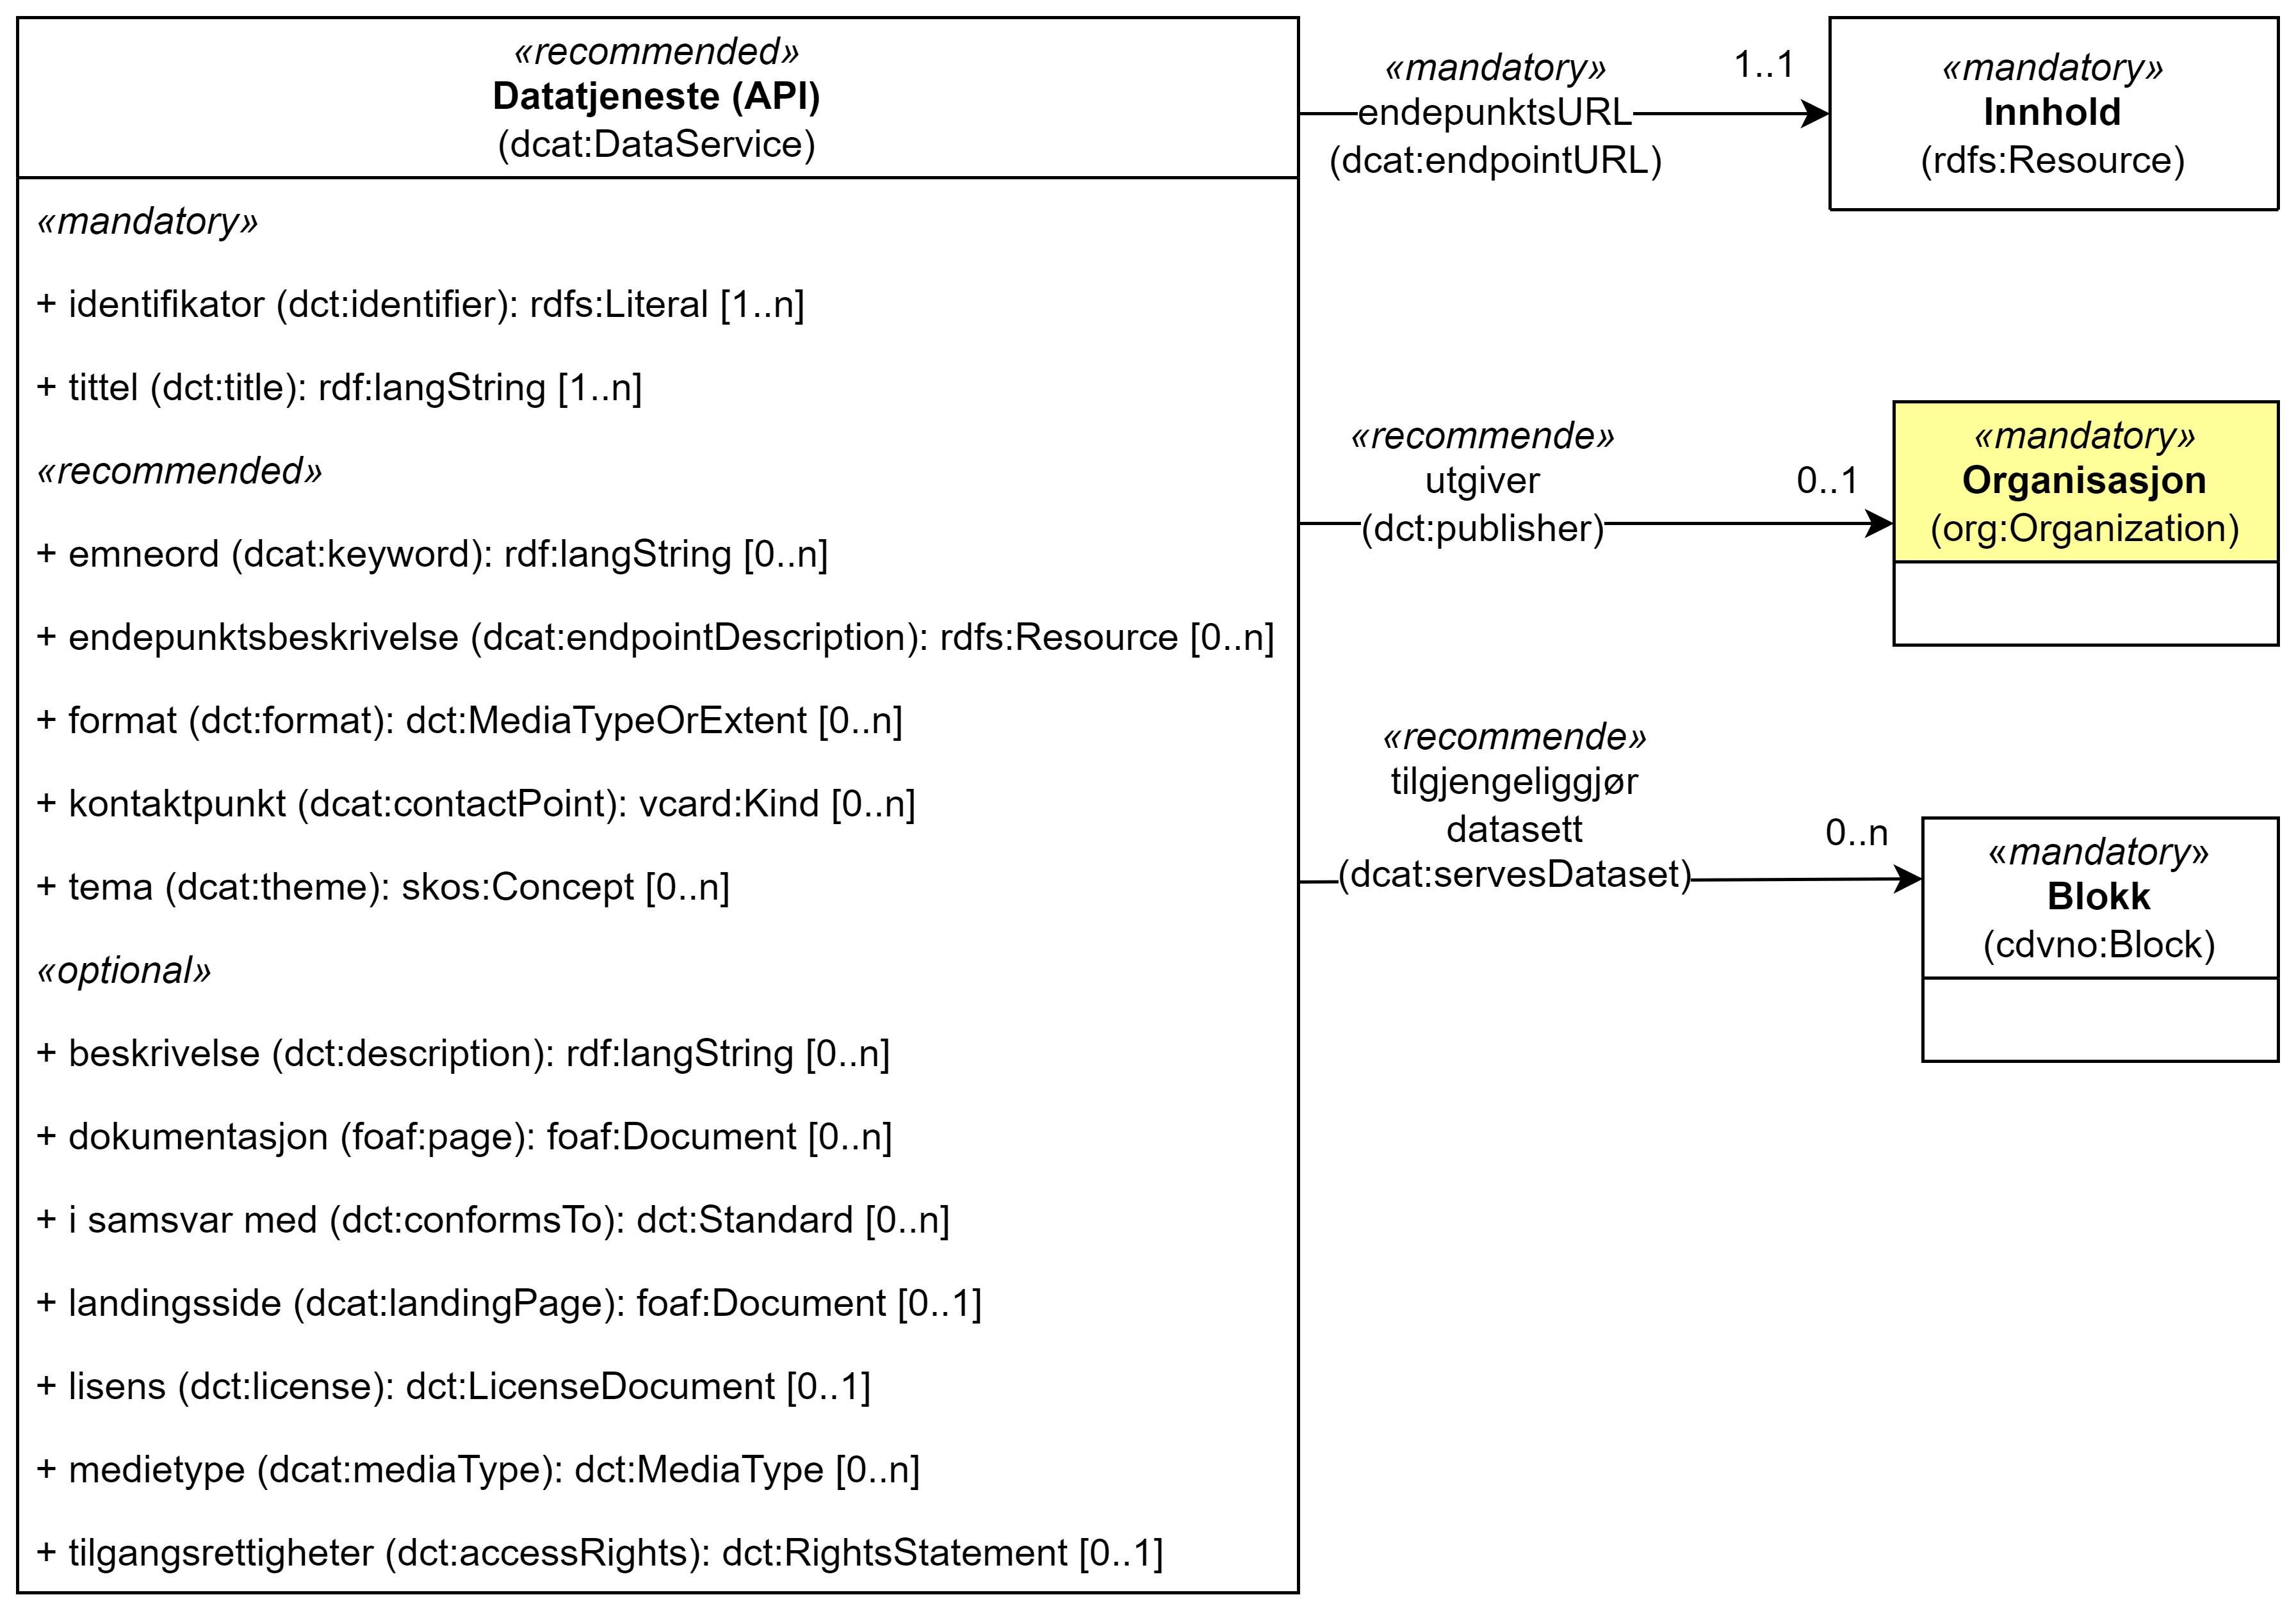 «recommended»
Datatjeneste (API)
(dcat:DataService)
«mandatory»
+ identifikator (dct:identifier): rdfs:Literal [1..n]
+ tittel (dct:title): rdf:langString [1..n]
«recommended»
+ emneord (dcat:keyword): rdf:langString [0..n]
+ endepunktsbeskrivelse (dcat:endpointDescription): rdfs:Resource [0..n]
+ format (dct:format): dct:MediaTypeOrExtent [0..n]
+ kontaktpunkt (dcat:contactPoint): vcard:Kind [0..n]
+ tema (dcat:theme): skos:Concept [0..n]
«optional»
+ beskrivelse (dct:description): rdf:langString [0..n]
+ dokumentasjon (foaf:page): foaf:Document [0..n]
+ i samsvar med (dct:conformsTo): dct:Standard [0..n]
+ landingsside (dcat:landingPage): foaf:Document [0..1]
+ lisens (dct:license): dct:LicenseDocument [0..1]
+ medietype (dcat:mediaType): dct:MediaType [0..n]
+ tilgangsrettigheter (dct:accessRights): dct:RightsStatement [0..1]
«mandatory»
endepunktsURL
(dcat:endpointURL)
1..1
«mandatory»
Innhold
(rdfs:Resource)
«recommende»
utgiver
(dct:publisher)
0..1
«mandatory»
Organisasjon
(org:Organization)
«recommende»
tilgjengeliggjør
datasett
(dcat:servesDataset)
0..n
«mandatory»
Blokk
(cdvno:Block)